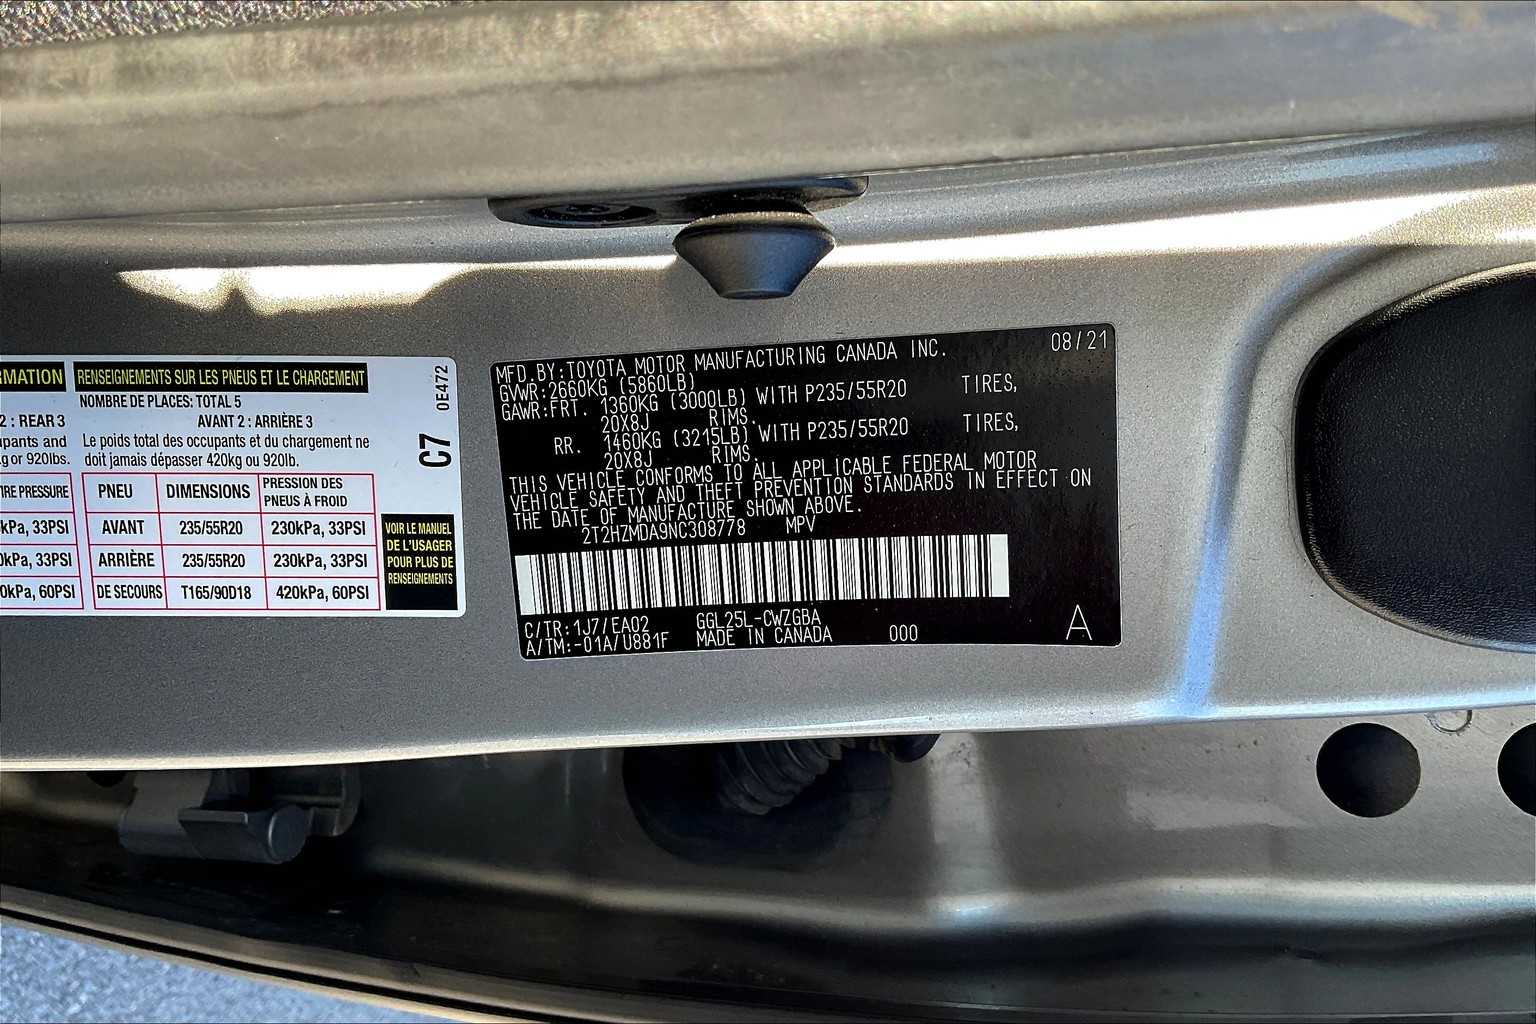 RMATION
RENSEIGNEMENTS SUR LES PNEUS ET LE CHARGEMENT
NOMBRE DE PLACES: TOTAL 5
2 : REAR 3
AVANT 2 : ARRIÈRE 3
upants and
Le poids total des occupants et du chargement ne
g or 920lbs.
doit jamais dépasser 420kg ou 920lb.
0E472
C7
IRE PRESSURE
PNEU DIMENSIONS PRESSION DES
PNEUS À FROID
kPa, 33PSI
AVANT 235/55R20 230kPa, 33PSI
0kPa, 33PSI
ARRIÈRE 235/55R20 230kPa, 33PSI
0kPa, 60PSI
DE SECOURS T165/90D18 420kPa, 60PSI
VOIR LE MANUEL
DE L'USAGER
POUR PLUS DE
RENSEIGNEMENTS
MFD.BY:TOYOTA MOTOR MANUFACTURING CANADA INC. 08/21
GVWR:2660KG (5860LB)
GAWR:FRT. 1360KG (3000LB) WITH P235/55R20 TIRES,
20X8J RIMS.
RR. 1460KG (3215LB) WITH P235/55R20 TIRES,
20X8J RIMS.
THIS VEHICLE CONFORMS TO ALL APPLICABLE FEDERAL MOTOR
VEHICLE SAFETY AND THEFT PREVENTION STANDARDS IN EFFECT ON
THE DATE OF MANUFACTURE SHOWN ABOVE.
2T2HZMDA9NC308778 MPV
C/TR:1J7/EA02 GGL25L-CWZGBA
A/TM:-01A/U881F MADE IN CANADA 000
A